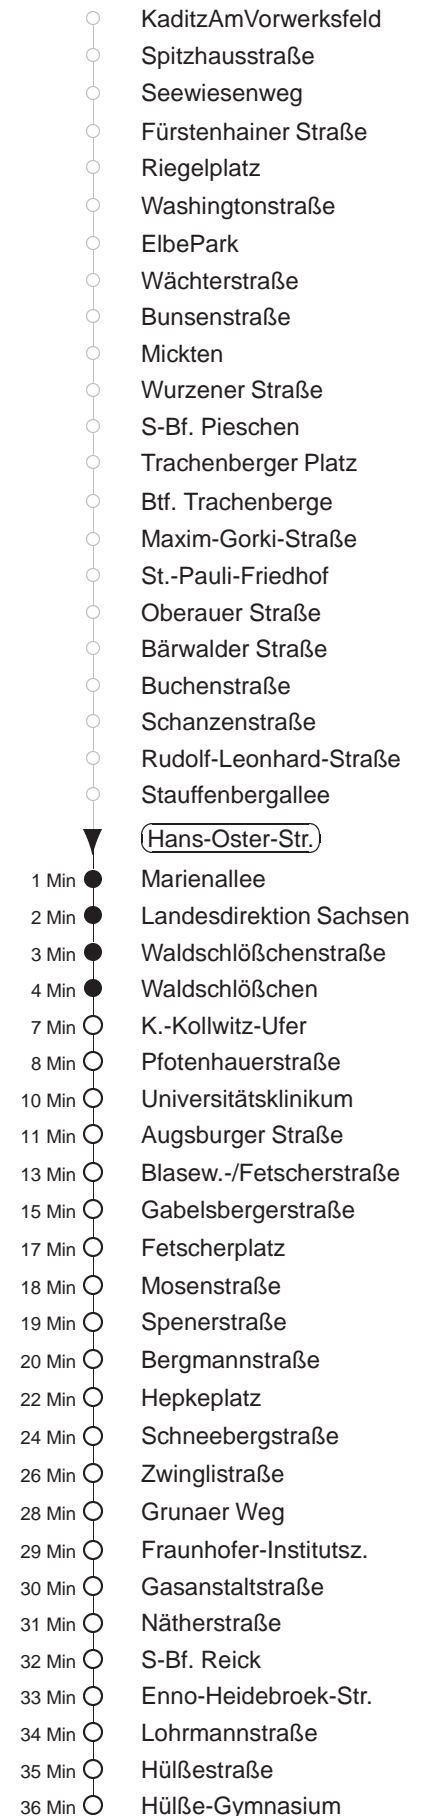 KaditzAmVorwerksfeld
Spitzhausstraße
Seewiesenweg
Fürstenhainer Straße
Riegelplatz
Washingtonstraße
ElbePark
Wächterstraße
Bunsenstraße
Mickten
Wurzener Straße
S-Bf. Pieschen
Trachenberger Platz
Btf. Trachenberge
Maxim-Gorki-Straße
St.-Pauli-Friedhof
Oberauer Straße
Bärwalder Straße
Buchenstraße
Schanzenstraße
Rudolf-Leonhard-Straße
Stauffenbergallee
Hans-Oster-Str.
1 Min Marienallee
2 Min Landesdirektion Sachsen
3 Min Waldschlößchenstraße
4 Min Waldschlößchen
7 Min K.-Kollwitz-Ufer
8 Min Pfotenhauerstraße
10 Min Universitätsklinikum
11 Min Augsburger Straße
13 Min Blasew.-/Fetscherstraße
15 Min Gabelsbergerstraße
17 Min Fetscherplatz
18 Min Mosenstraße
19 Min Spenerstraße
20 Min Bergmannstraße
22 Min Hepkeplatz
24 Min Schneebergstraße
26 Min Zwinglistraße
28 Min Grunaer Weg
29 Min Fraunhofer-Institutsz.
30 Min Gasanstaltstraße
31 Min Nätherstraße
32 Min S-Bf. Reick
33 Min Enno-Heidebroek-Str.
34 Min Lohrmannstraße
35 Min Hülßestraße
36 Min Hülße-Gymnasium